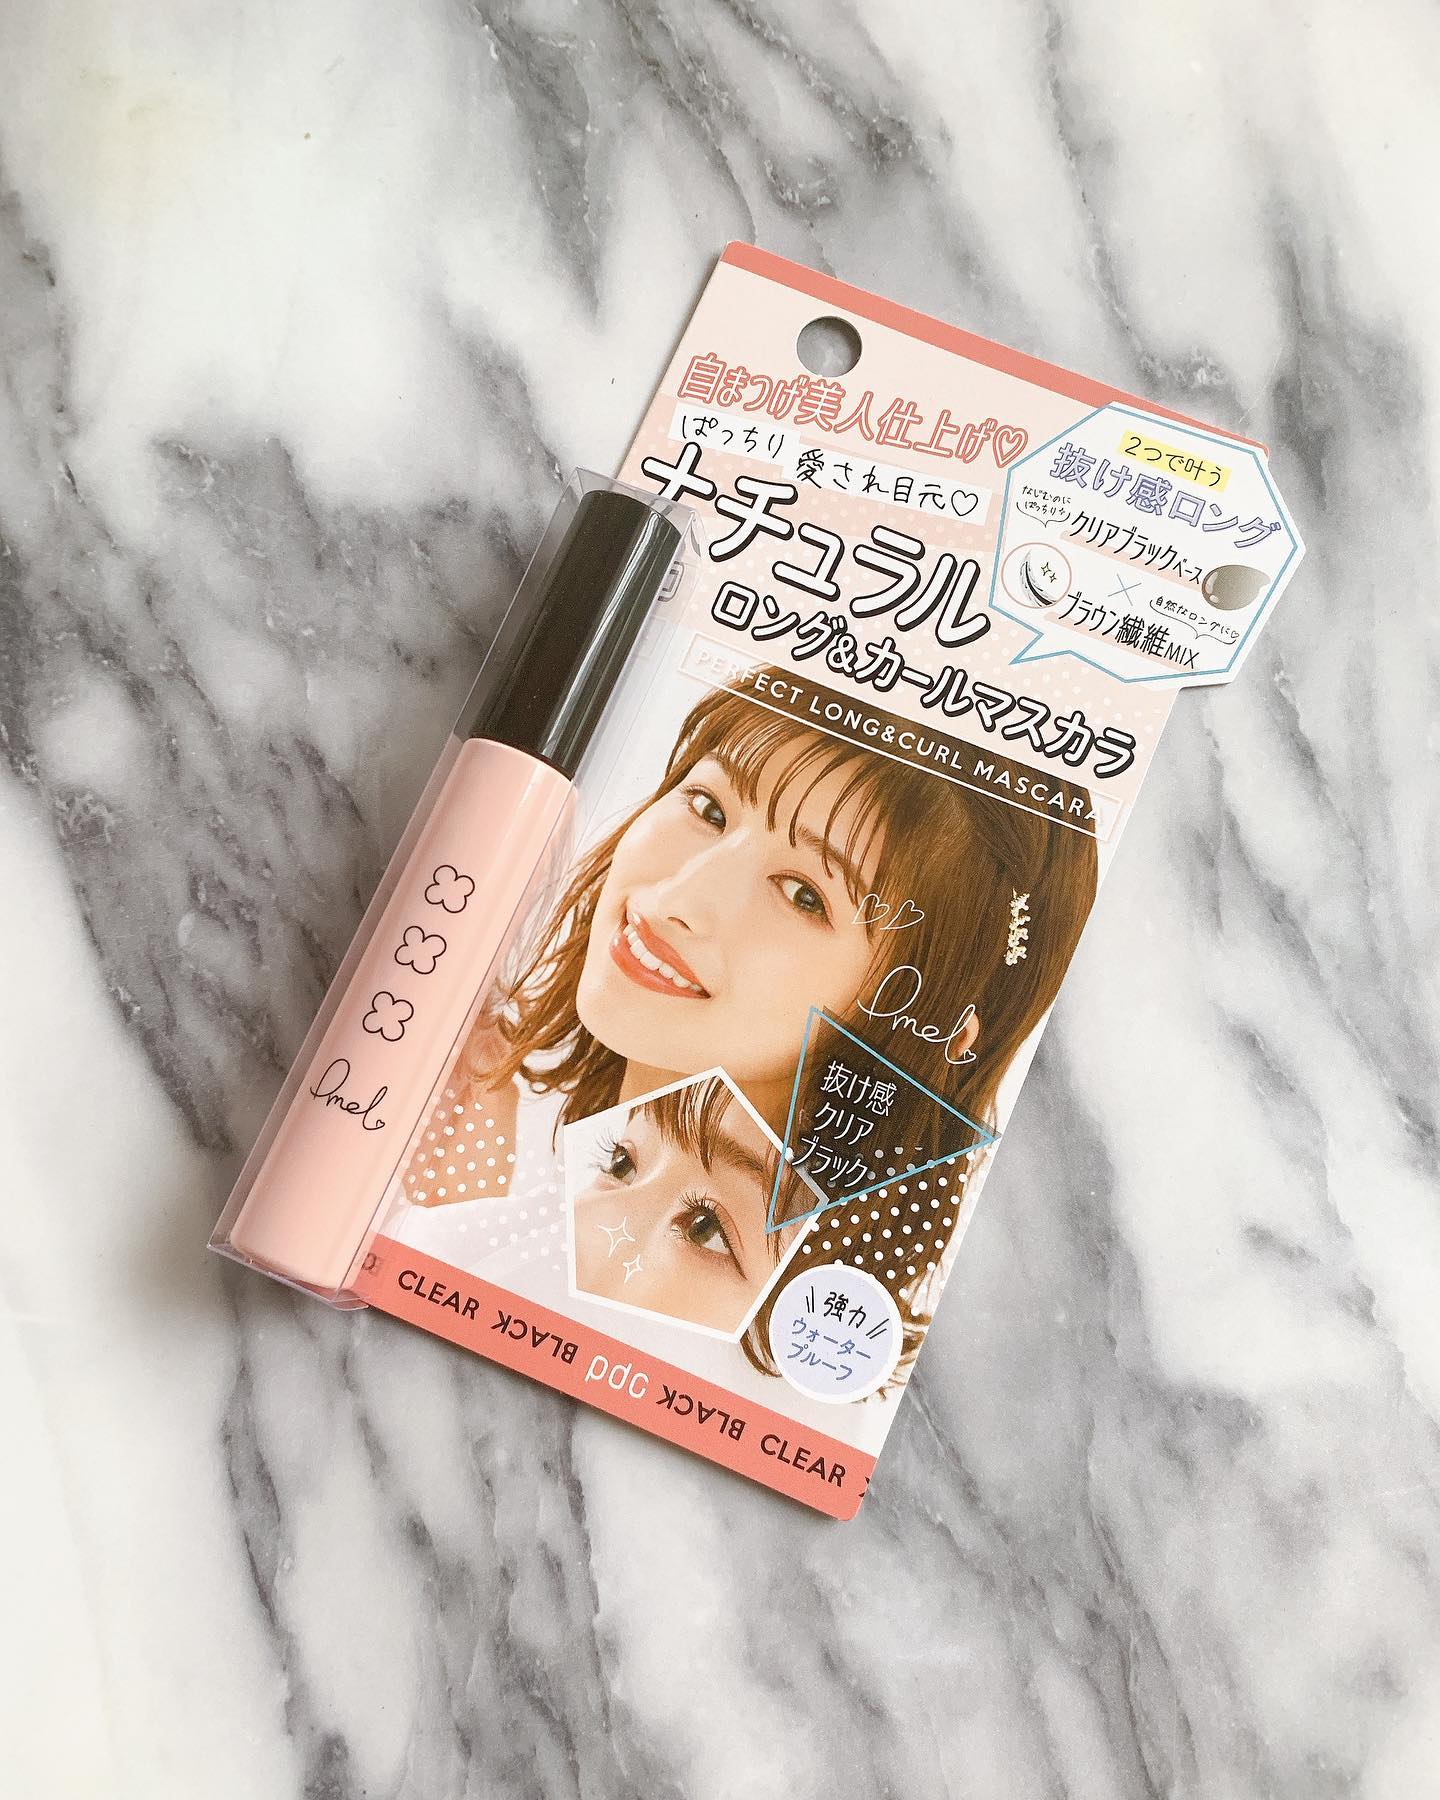 自まつげ美人仕上げ♡
ぱっちり 愛され目元♡
ナチュラル
ロング&カールマスカラ
PERFECT LONG&CURL MASCARA
2つで叶う
抜け感ロング
なじむのに
ぱっちり
クリアブラックベース
×
ブラウン繊維MIX
自然なロングに♡
Lmel
抜け感
クリア
ブラック
強力
ウォーター
プルーフ
CLEAR BLACK pdc BLACK CLEAR
Lmel